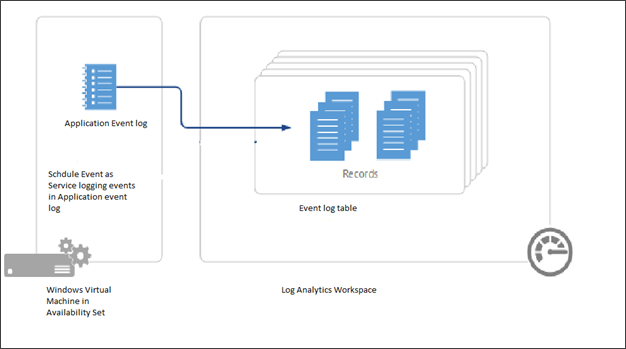 Application Event log
Schdule Event as
Service logging events
in Application event
log
Records
Event log table
Windows Virtual
Machine in
Availability Set
Log Analytics Workspace